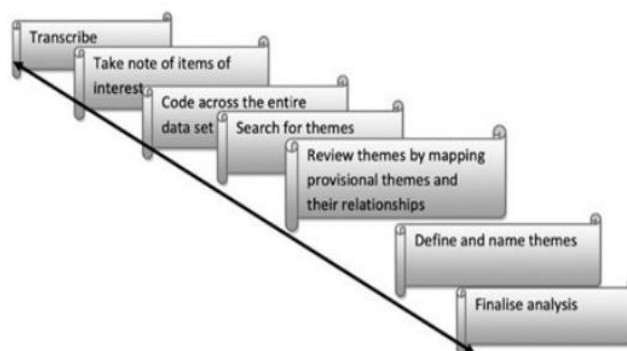 Transcribe
Take note of items of
interest
Code across the entire
data set
Search for themes
Review themes by mapping
provisional themes and
their relationships
Define and name themes
Finalise analysis